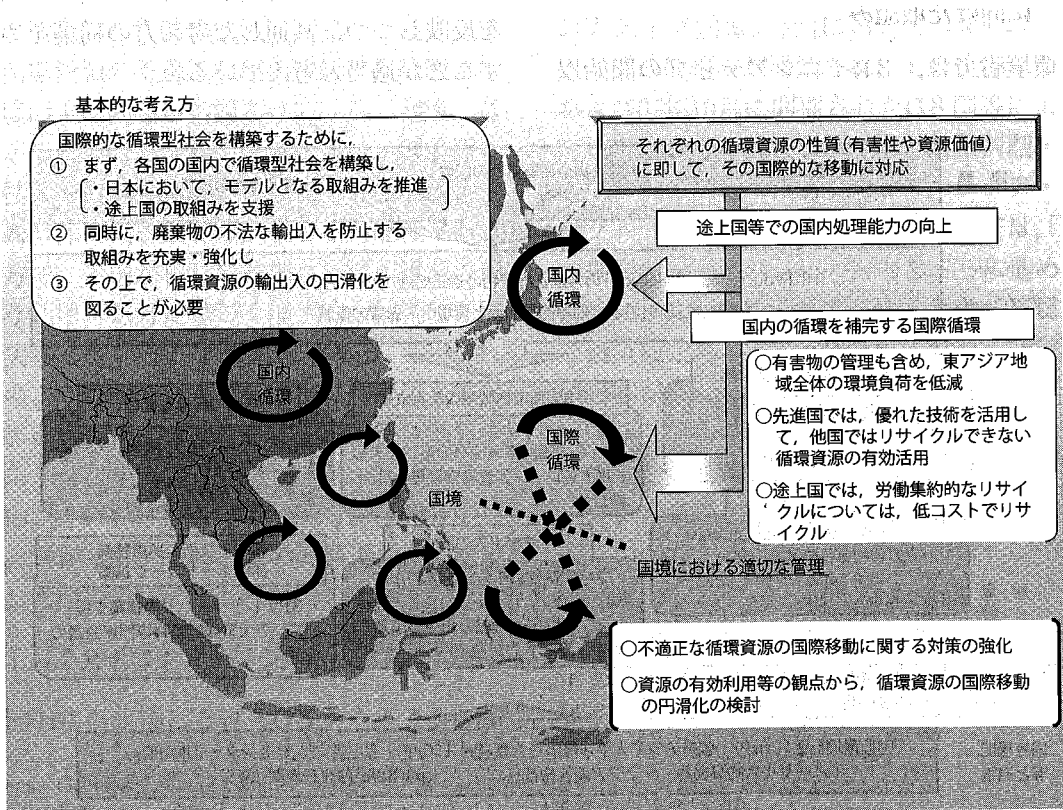 基本的な考え方
国際的な循環型社会を構築するために,
① まず,各国の国内で循環型社会を構築し,
・日本において,モデルとなる取組みを推進
・途上国の取組みを支援
② 同時に,廃棄物の不法な輸出入を防止する
取組みを充実・強化し
③ その上で,循環資源の輸出入の円滑化を
図ることが必要
それぞれの循環資源の性質(有害性や資源価値)
に即して,その国際的な移動に対応
途上国等での国内処理能力の向上
国内
循環
国内の循環を補完する国際循環
○有害物の管理も含め,東アジア地
域全体の環境負荷を低減
○先進国では,優れた技術を活用し
て,他国ではリサイクルできない
循環資源の有効活用
○途上国では,労働集約的なリサイ
クルについては,低コストでリサ
イクル
国内
循環
国際
循環
国境
国境における適切な管理
○不適正な循環資源の国際移動に関する対策の強化
○資源の有効利用等の観点から,循環資源の国際移動
の円滑化の検討